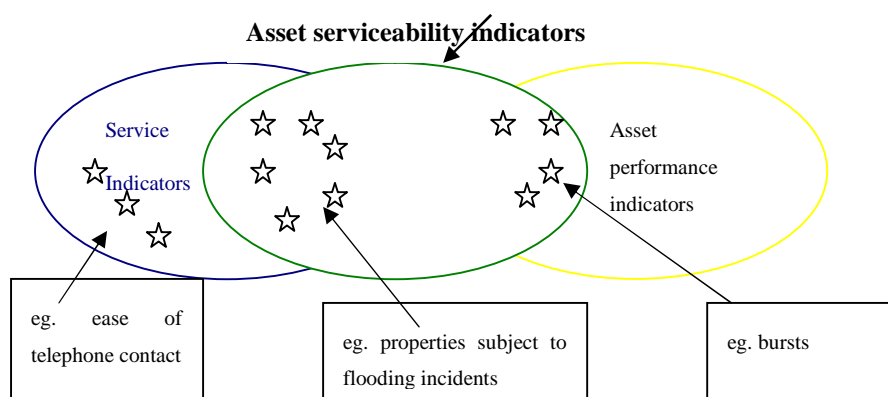 Asset serviceability indicators
Service
Indicators
Asset
performance
indicators
eg. ease of
telephone contact
eg. properties subject to
flooding incidents
eg. bursts